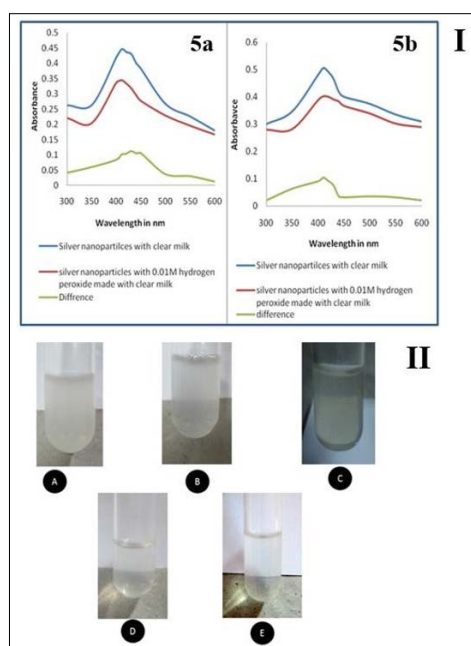 5a
5b
I
0.5
0.45
0.4
0.35
0.3
0.25
0.2
0.15
0.1
0.05
0
Absorbance
300 350 400 450 500 550 600
Wavelength in nm
Silver nanopartilces with clear milk
silver nanoparticles with 0.01M hydrogen
peroxide made with clear milk
Diffrence
0.6
0.5
0.4
0.3
0.2
0.1
0
Absorbavce
300 350 400 450 500 550 600
Wavelength in nm
Silver nanopartilces with clear milk
silver nanoparticles with 0.01M hydrogen
peroxide made with clear milk
difference
II
A
B
C
D
E